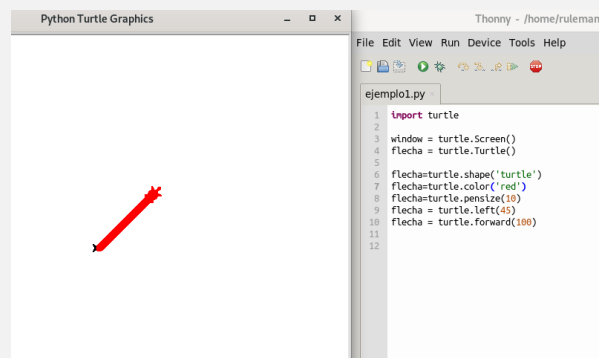 Python Turtle Graphics
Thonny - /home/ruleman
File Edit View Run Device Tools Help
STOP
ejemplo1.py ×
1 import turtle
2
3 window = turtle.Screen()
4 flecha = turtle.Turtle()
5
6 flecha=turtle.shape('turtle')
7 flecha=turtle.color('red')
8 flecha=turtle.pensize(10)
9 flecha = turtle.left(45)
10 flecha = turtle.forward(100)
11
12